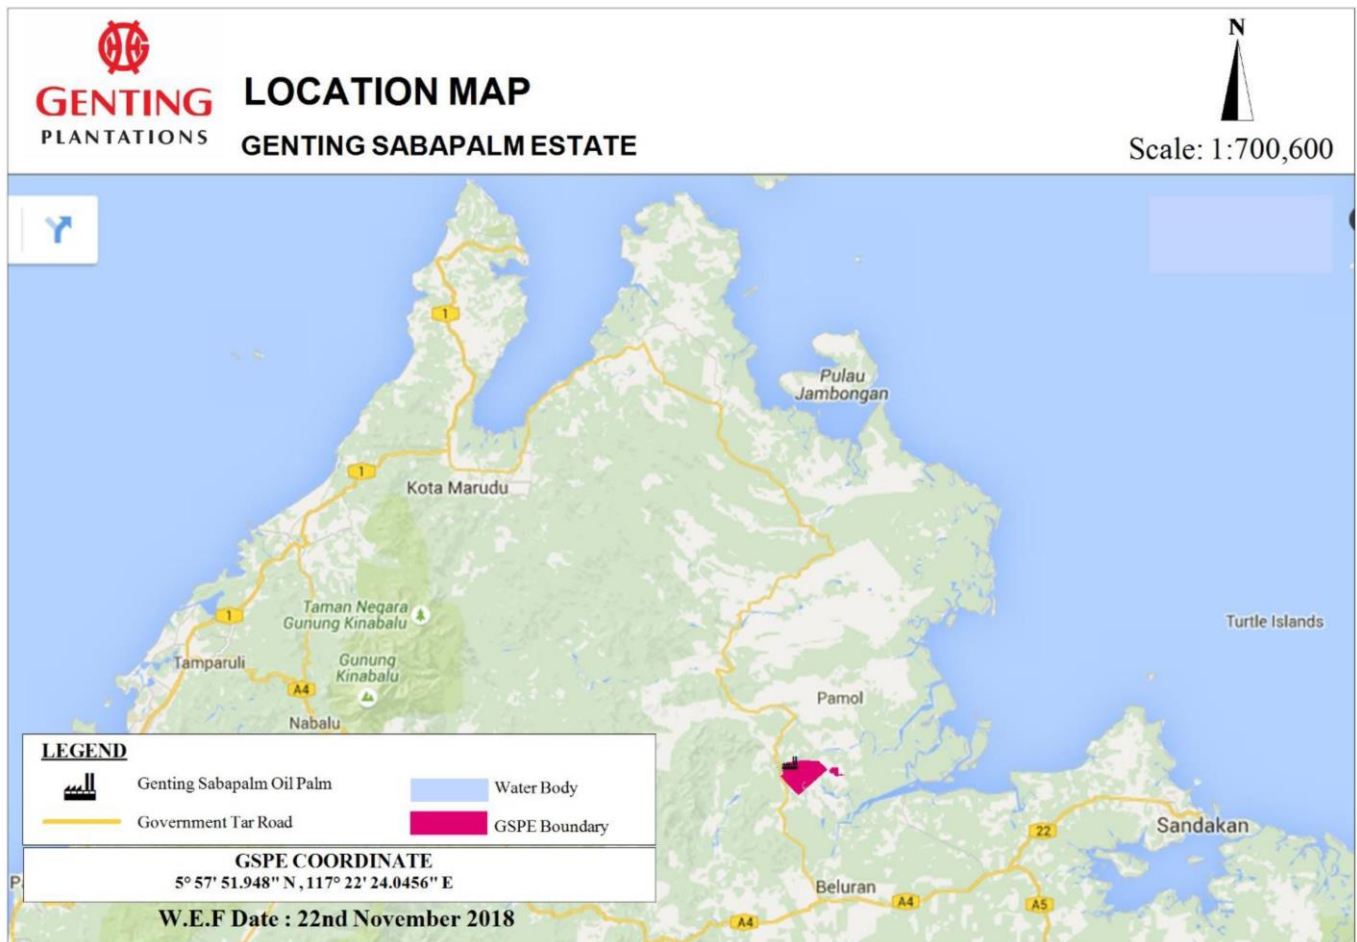 GENTING
PLANTATIONS
LOCATION MAP
GENTING SABAPALM ESTATE
N
Scale: 1:700,600
1
Pulau
Jambongan
1
Kota Marudu
Taman Negara
Gunung Kinabalu
1
Turtle Islands
Tamparuli
Gunung
Kinabalu
A4
Nabalu
Pamol
LEGEND
Genting Sabapalm Oil Palm
Water Body
Government Tar Road
GSPE Boundary
22
Sandakan
GSPE COORDINATE
5° 57' 51.948" N , 117° 22' 24.0456" E
Beluran
A4
A5
W.E.F Date : 22nd November 2018
A4